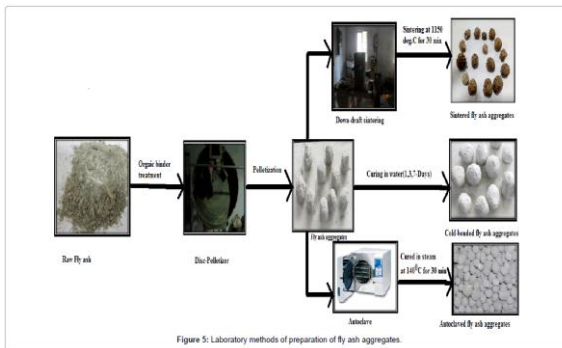 Sintering at 1150
deg.C for 30 min
Down-draft sintering
Sintered fly ash aggregates
Organic binder
treatment
Pelletization
Curing in water(1,3,7-Days)
Raw Fly ash
Disc-Pelletizer
Fly ash aggregates
Cold bonded fly ash aggregates
Cured in steam
at 140⁰C for 30 min
Autoclave
Autoclaved fly ash aggregates
Figure 5: Laboratory methods of preparation of fly ash aggregates.